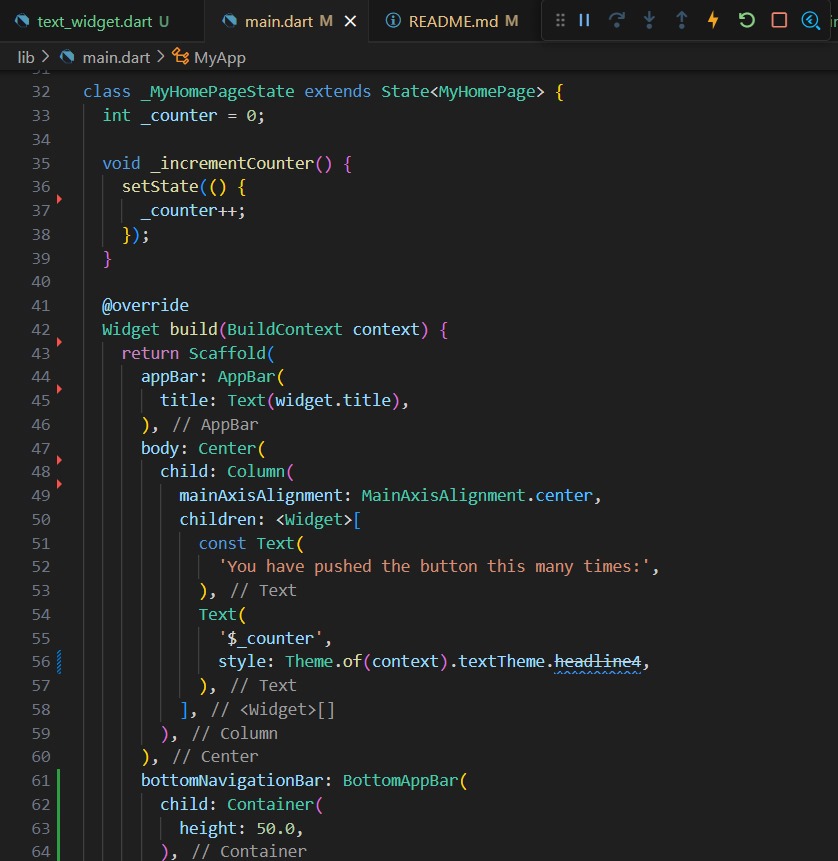 text_widget.dart U main.dart M README.md M
lib > main.dart > MyApp
31
32 class _MyHomePageState extends State<MyHomePage> {
33 int _counter = 0;
34
35 void _incrementCounter() {
36 setState(() {
37 _counter++;
38 });
39 }
40
41 @override
42 Widget build(BuildContext context) {
43 return Scaffold(
44 appBar: AppBar(
45 title: Text(widget.title),
46 ), // AppBar
47 body: Center(
48 child: Column(
49 mainAxisAlignment: MainAxisAlignment.center,
50 children: <Widget>[
51 const Text(
52 'You have pushed the button this many times:',
53 ), // Text
54 Text(
55 '$_counter',
56 style: Theme.of(context).textTheme.headline4,
57 ), // Text
58 ], // <Widget>[]
59 ), // Column
60 ), // Center
61 bottomNavigationBar: BottomAppBar(
62 child: Container(
63 height: 50.0,
64 ), // Container